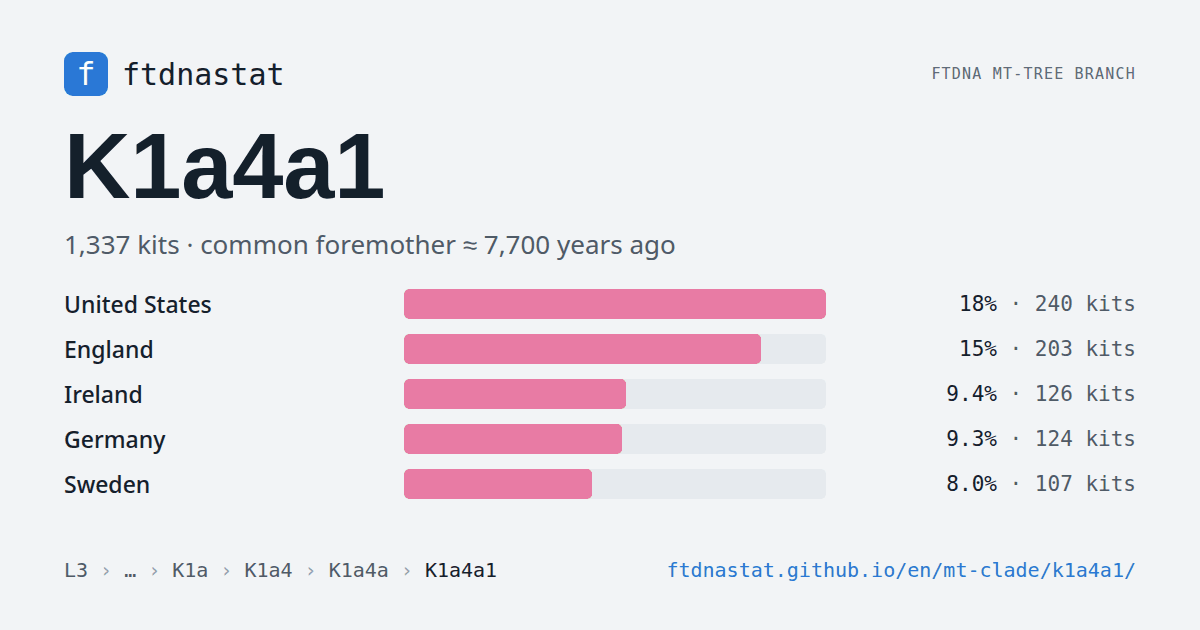 f ftdnastat
FTDNA MT-TREE BRANCH
K1a4a1
1,337 kits · common foremother ≈ 7,700 years ago
United States 18% · 240 kits
England 15% · 203 kits
Ireland 9.4% · 126 kits
Germany 9.3% · 124 kits
Sweden 8.0% · 107 kits
L3 › … › K1a › K1a4 › K1a4a › K1a4a1
ftdnastat.github.io/en/mt-clade/k1a4a1/